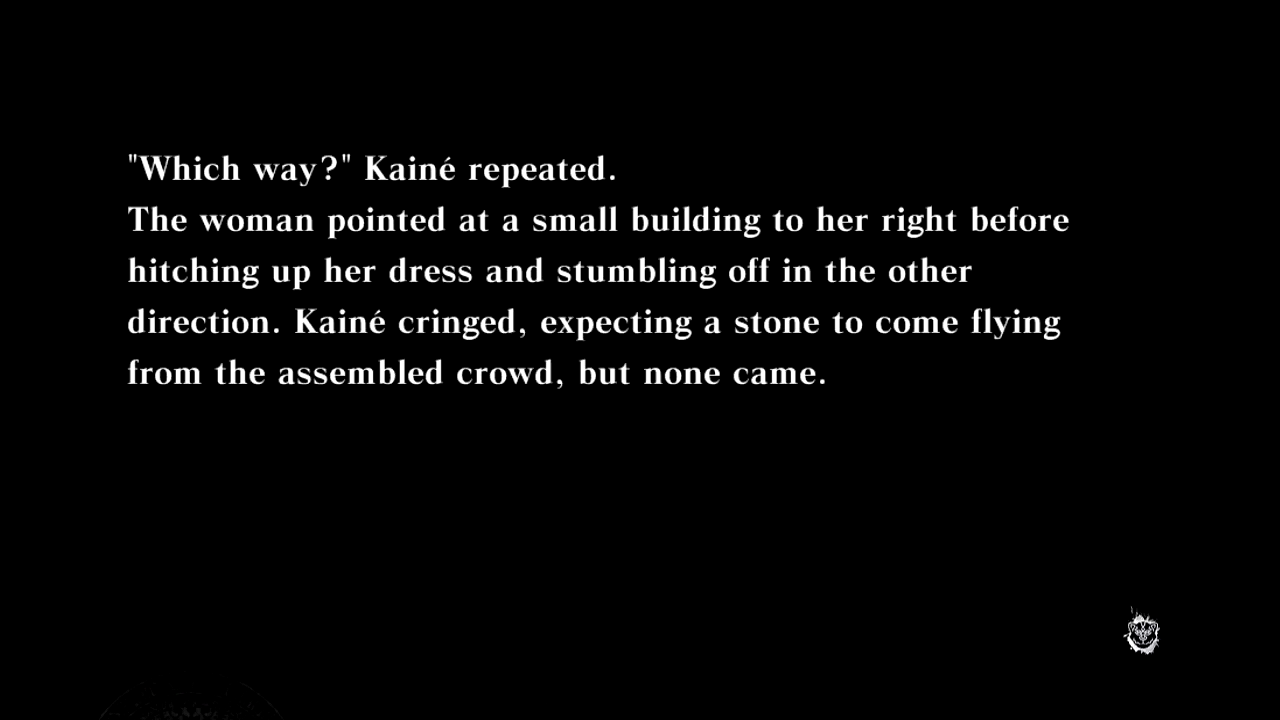 "Which way?" Kainé repeated.
The woman pointed at a small building to her right before
hitching up her dress and stumbling off in the other
direction. Kainé cringed, expecting a stone to come flying
from the assembled crowd, but none came.